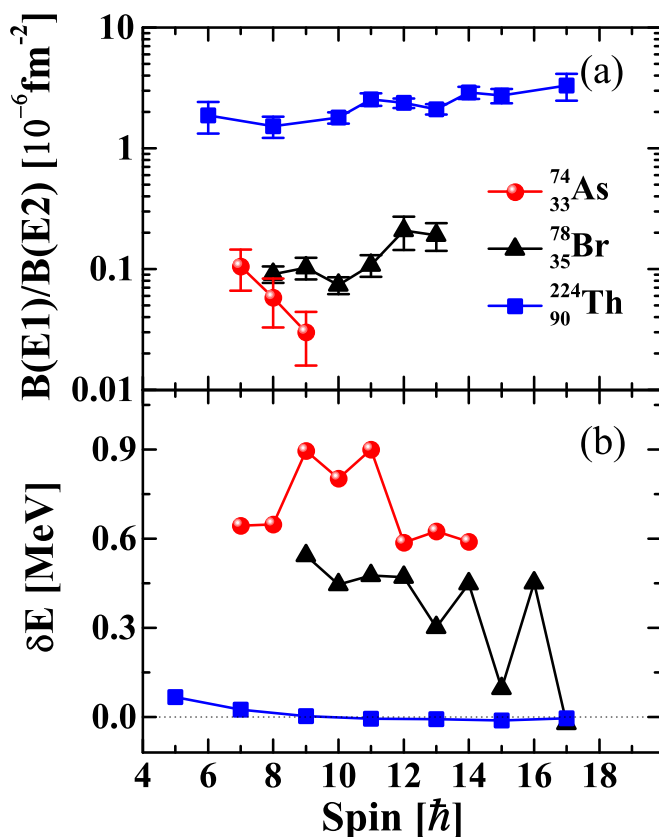 B(E1)/B(E2) [10⁻⁶fm⁻²]
10
1
0.1
0.01
(a)
⁷⁴₃₃As
⁷⁸₃₅Br
²²⁴₉₀Th
δE [MeV]
0.9
0.6
0.3
0.0
(b)
4 6 8 10 12 14 16 18
Spin [ℏ]